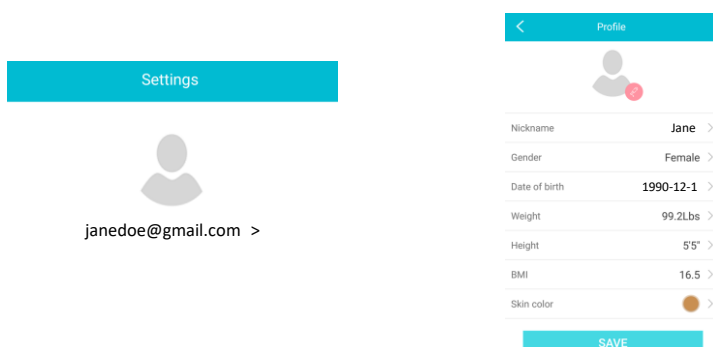 Settings
janedoe@gmail.com >
Profile
Nickname Jane >
Gender Female >
Date of birth 1990-12-1 >
Weight 99.2Lbs >
Height 5'5" >
BMI 16.5 >
Skin color >
SAVE